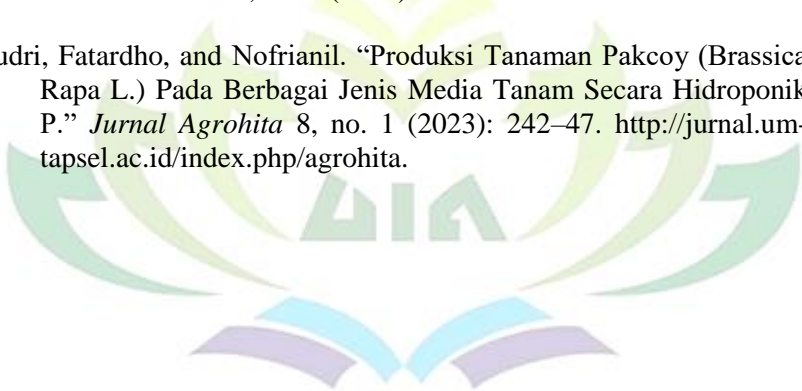 udri, Fatardho, and Nofrianil. “Produksi Tanaman Pakcoy (Brassica
Rapa L.) Pada Berbagai Jenis Media Tanam Secara Hidroponik
P.” Jurnal Agrohita 8, no. 1 (2023): 242–47. http://jurnal.um-
tapsel.ac.id/index.php/agrohita.